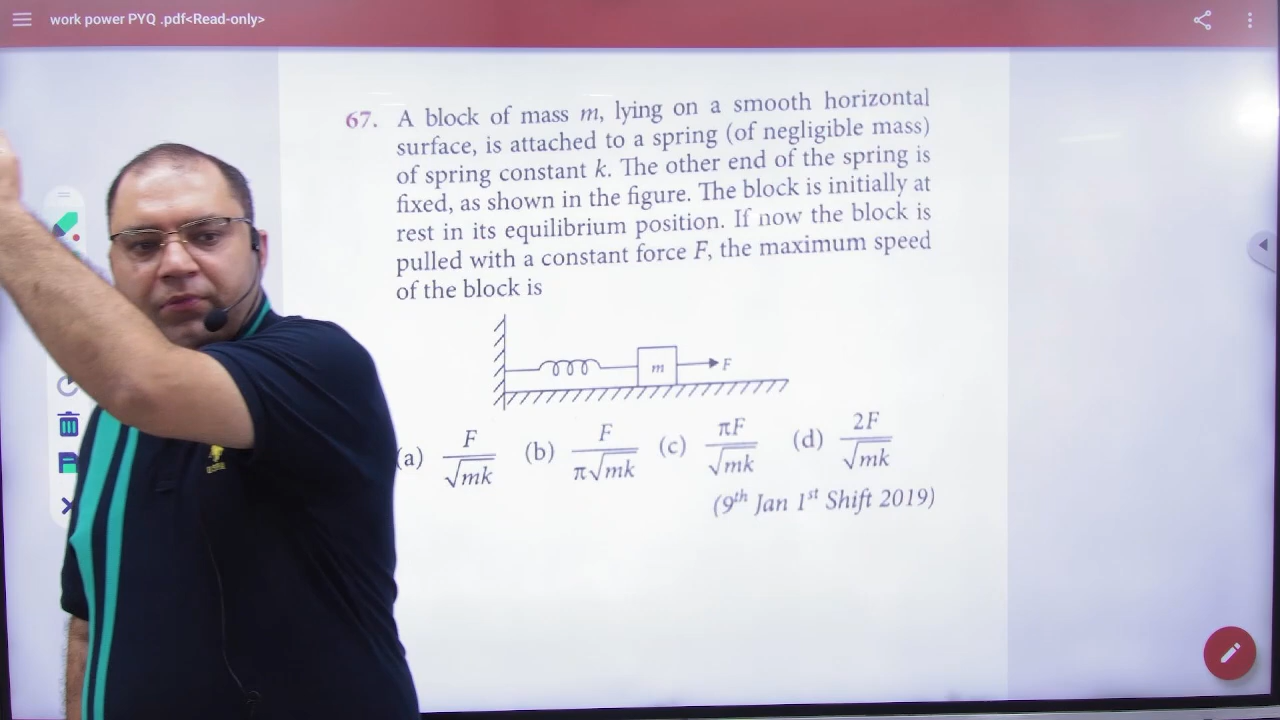 work power PYQ .pdf<Read-only>
67. A block of mass m, lying on a smooth horizontal
surface, is attached to a spring (of negligible mass)
of spring constant k. The other end of the spring is
fixed, as shown in the figure. The block is initially at
rest in its equilibrium position. If now the block is
pulled with a constant force F, the maximum speed
of the block is
m F
(a) F/√mk (b) F/π√mk (c) πF/√mk (d) 2F/√mk
(9th Jan 1st Shift 2019)